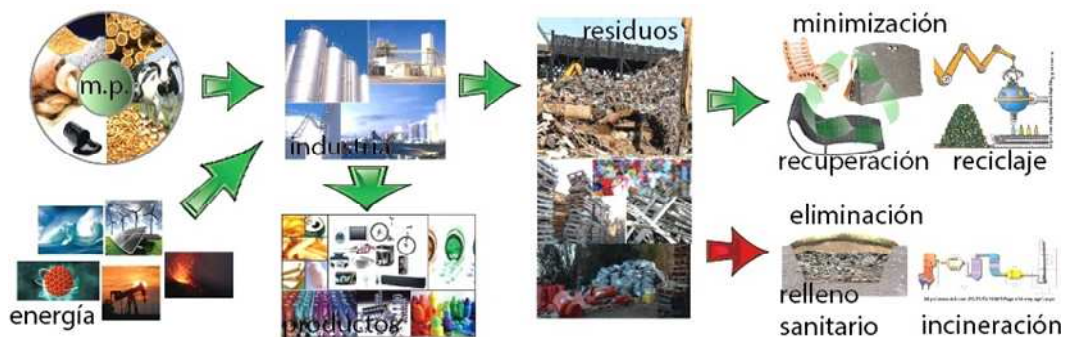 m.p.
energía
industria
productos
residuos
minimización
recuperación
reciclaje
eliminación
relleno
sanitario
incineración